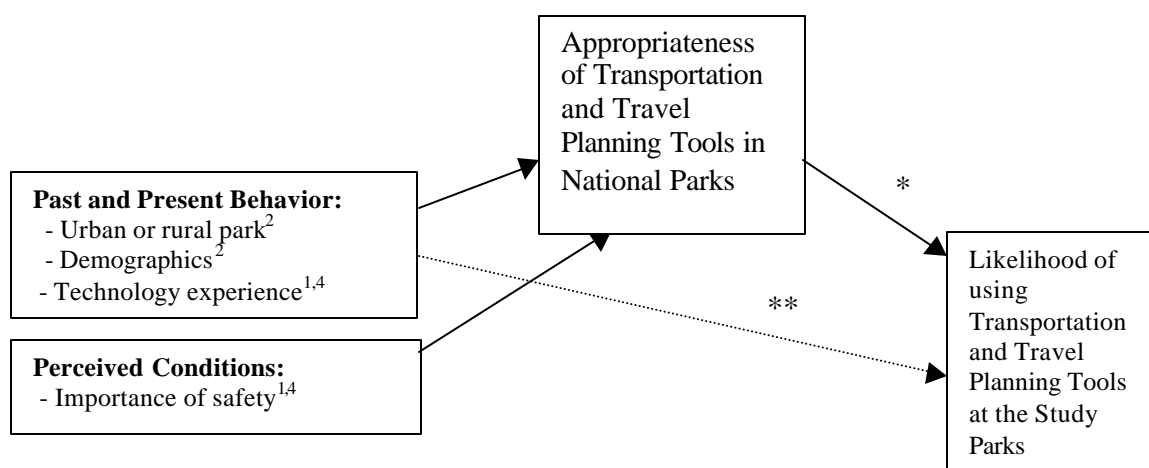 Appropriateness
of Transportation
and Travel
Planning Tools in
National Parks
*
Past and Present Behavior:
- Urban or rural park2
- Demographics2
- Technology experience1,4
**
Perceived Conditions:
- Importance of safety1,4
Likelihood of
using
Transportation
and Travel
Planning Tools
at the Study
Parks